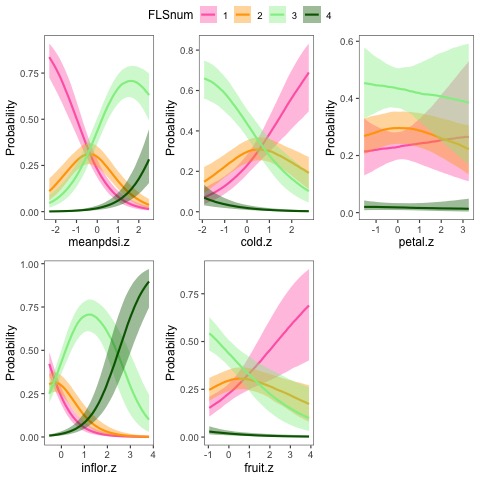 FLSnum 1 2 3 4
Probability
0.75
0.50
0.25
0.00
-2 -1 0 1 2
meanpdsi.z
Probability
0.8
0.6
0.4
0.2
0.0
-2 -1 0 1 2
cold.z
Probability
0.6
0.4
0.2
0.0
-1 0 1 2 3
petal.z
Probability
1.00
0.75
0.50
0.25
0.00
0 1 2 3 4
inflor.z
Probability
0.75
0.50
0.25
0.00
-1 0 1 2 3 4
fruit.z